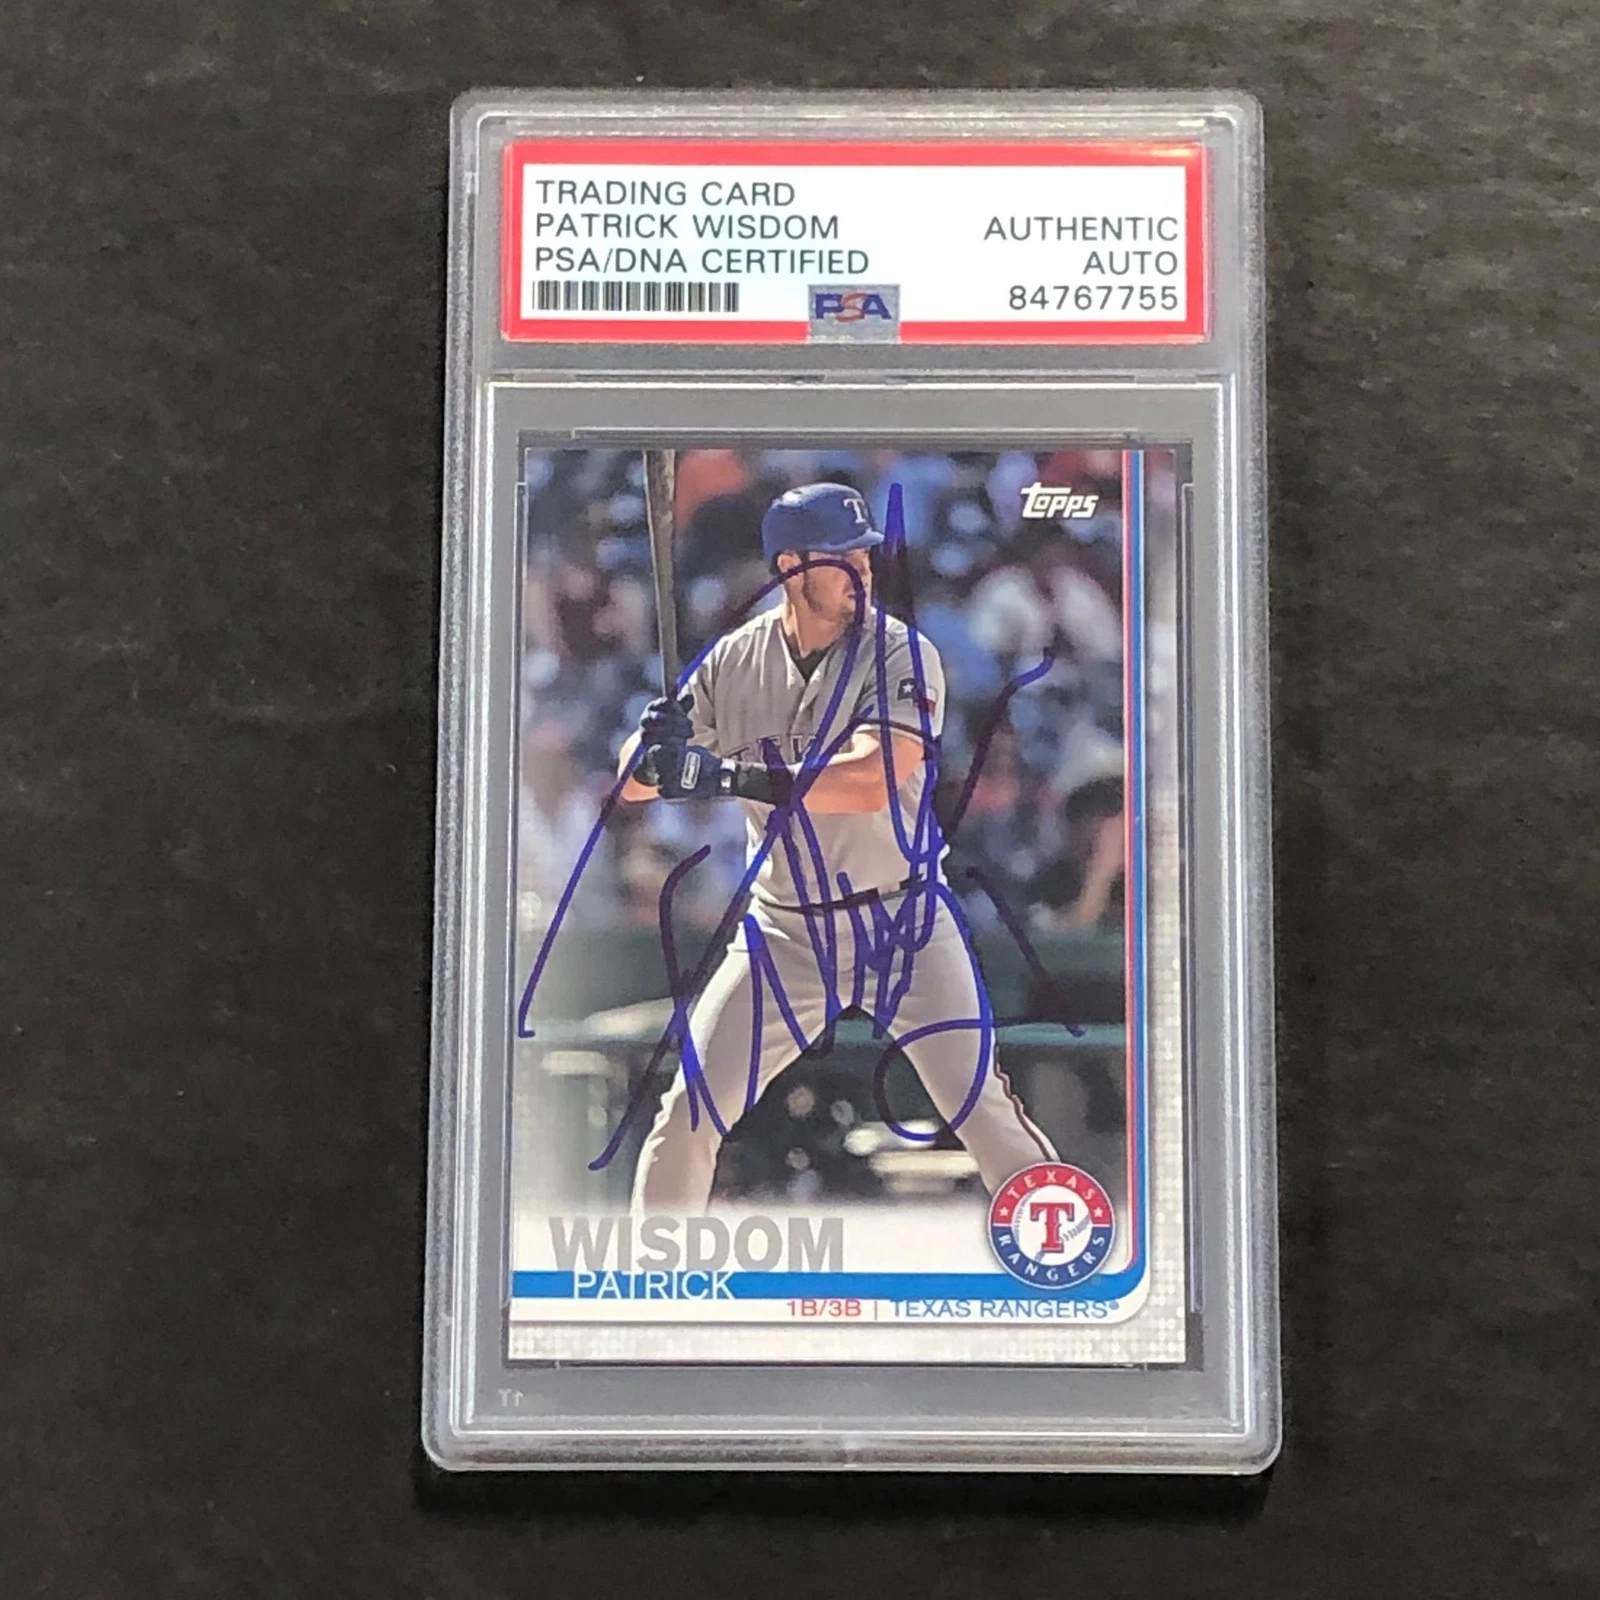 TRADING CARD
PATRICK WISDOM
PSA/DNA CERTIFIED
AUTHENTIC
AUTO
84767755
PSA
Topps
T
TEXAS
T
RANGERS
WISDOM
PATRICK
1B/3B | TEXAS RANGERS®